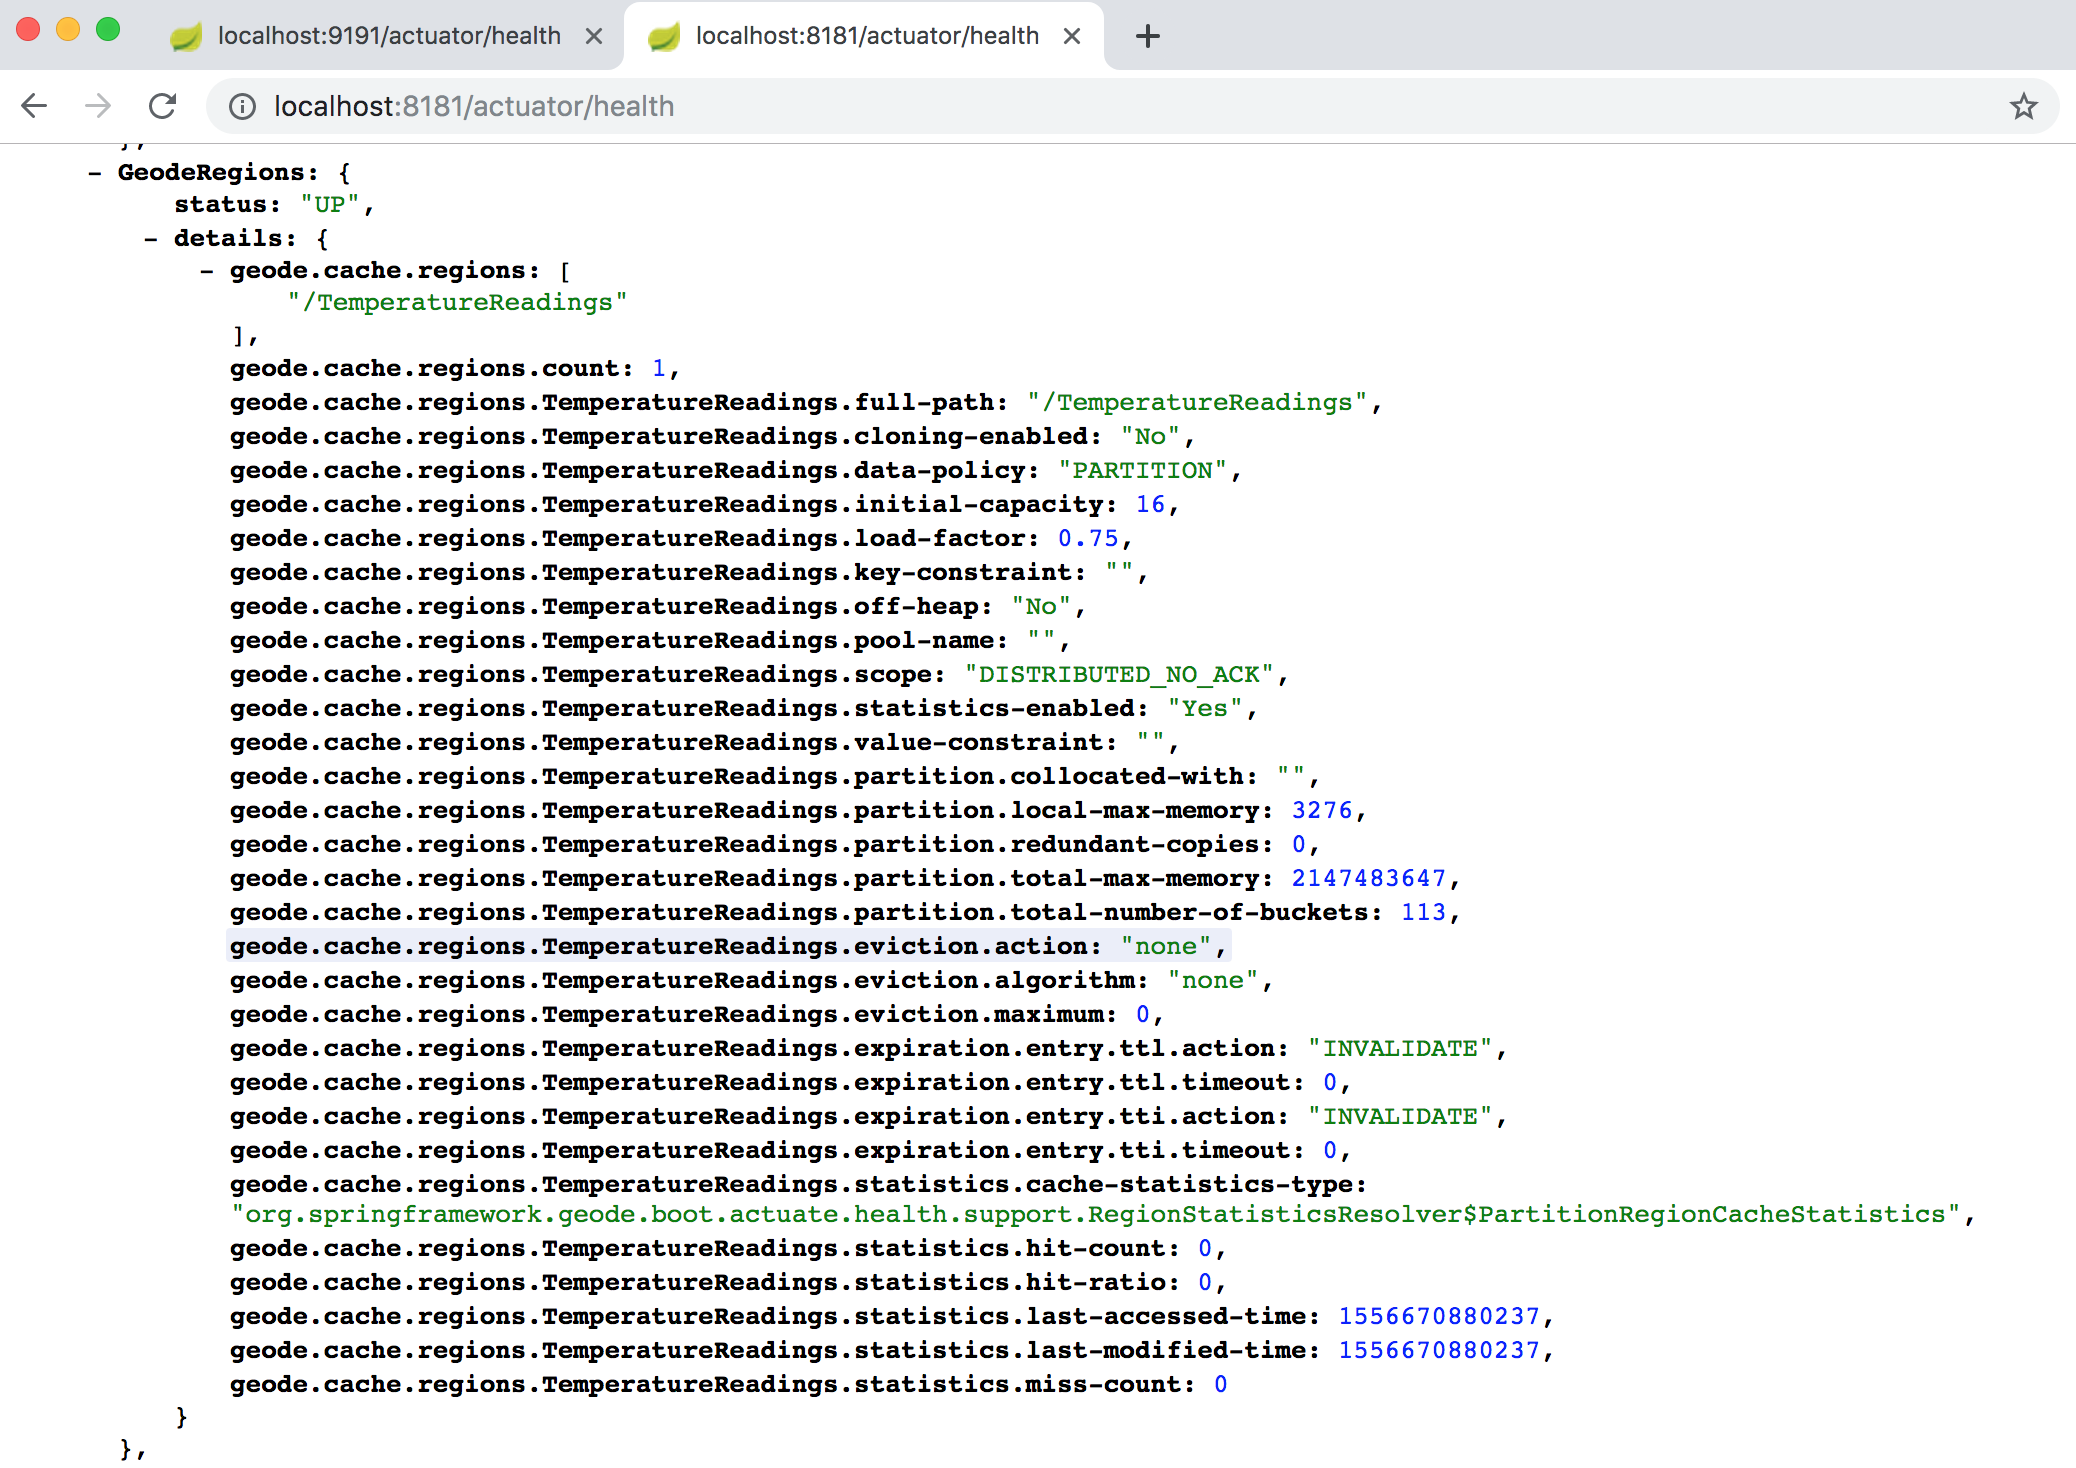 localhost:9191/actuator/health
localhost:8181/actuator/health
localhost:8181/actuator/health
},
- GeodeRegions: {
status: "UP",
- details: {
- geode.cache.regions: [
"/TemperatureReadings"
],
geode.cache.regions.count: 1,
geode.cache.regions.TemperatureReadings.full-path: "/TemperatureReadings",
geode.cache.regions.TemperatureReadings.cloning-enabled: "No",
geode.cache.regions.TemperatureReadings.data-policy: "PARTITION",
geode.cache.regions.TemperatureReadings.initial-capacity: 16,
geode.cache.regions.TemperatureReadings.load-factor: 0.75,
geode.cache.regions.TemperatureReadings.key-constraint: "",
geode.cache.regions.TemperatureReadings.off-heap: "No",
geode.cache.regions.TemperatureReadings.pool-name: "",
geode.cache.regions.TemperatureReadings.scope: "DISTRIBUTED_NO_ACK",
geode.cache.regions.TemperatureReadings.statistics-enabled: "Yes",
geode.cache.regions.TemperatureReadings.value-constraint: "",
geode.cache.regions.TemperatureReadings.partition.collocated-with: "",
geode.cache.regions.TemperatureReadings.partition.local-max-memory: 3276,
geode.cache.regions.TemperatureReadings.partition.redundant-copies: 0,
geode.cache.regions.TemperatureReadings.partition.total-max-memory: 2147483647,
geode.cache.regions.TemperatureReadings.partition.total-number-of-buckets: 113,
geode.cache.regions.TemperatureReadings.eviction.action: "none",
geode.cache.regions.TemperatureReadings.eviction.algorithm: "none",
geode.cache.regions.TemperatureReadings.eviction.maximum: 0,
geode.cache.regions.TemperatureReadings.expiration.entry.ttl.action: "INVALIDATE",
geode.cache.regions.TemperatureReadings.expiration.entry.ttl.timeout: 0,
geode.cache.regions.TemperatureReadings.expiration.entry.tti.action: "INVALIDATE",
geode.cache.regions.TemperatureReadings.expiration.entry.tti.timeout: 0,
geode.cache.regions.TemperatureReadings.statistics.cache-statistics-type:
"org.springframework.geode.boot.actuate.health.support.RegionStatisticsResolver$PartitionRegionCacheStatistics",
geode.cache.regions.TemperatureReadings.statistics.hit-count: 0,
geode.cache.regions.TemperatureReadings.statistics.hit-ratio: 0,
geode.cache.regions.TemperatureReadings.statistics.last-accessed-time: 1556670880237,
geode.cache.regions.TemperatureReadings.statistics.last-modified-time: 1556670880237,
geode.cache.regions.TemperatureReadings.statistics.miss-count: 0
}
},